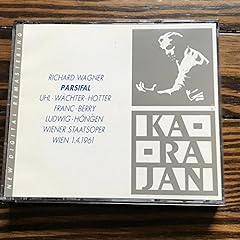 NEW DIGITAL REMASTERING
RICHARD WAGNER
PARSIFAL
UHL · WÄCHTER · HOTTER
FRANC · BERRY
LUDWIG · HÖNGEN
WIENER STAATSOPER
WIEN 1.4.1961
KA-
RA-
JAN